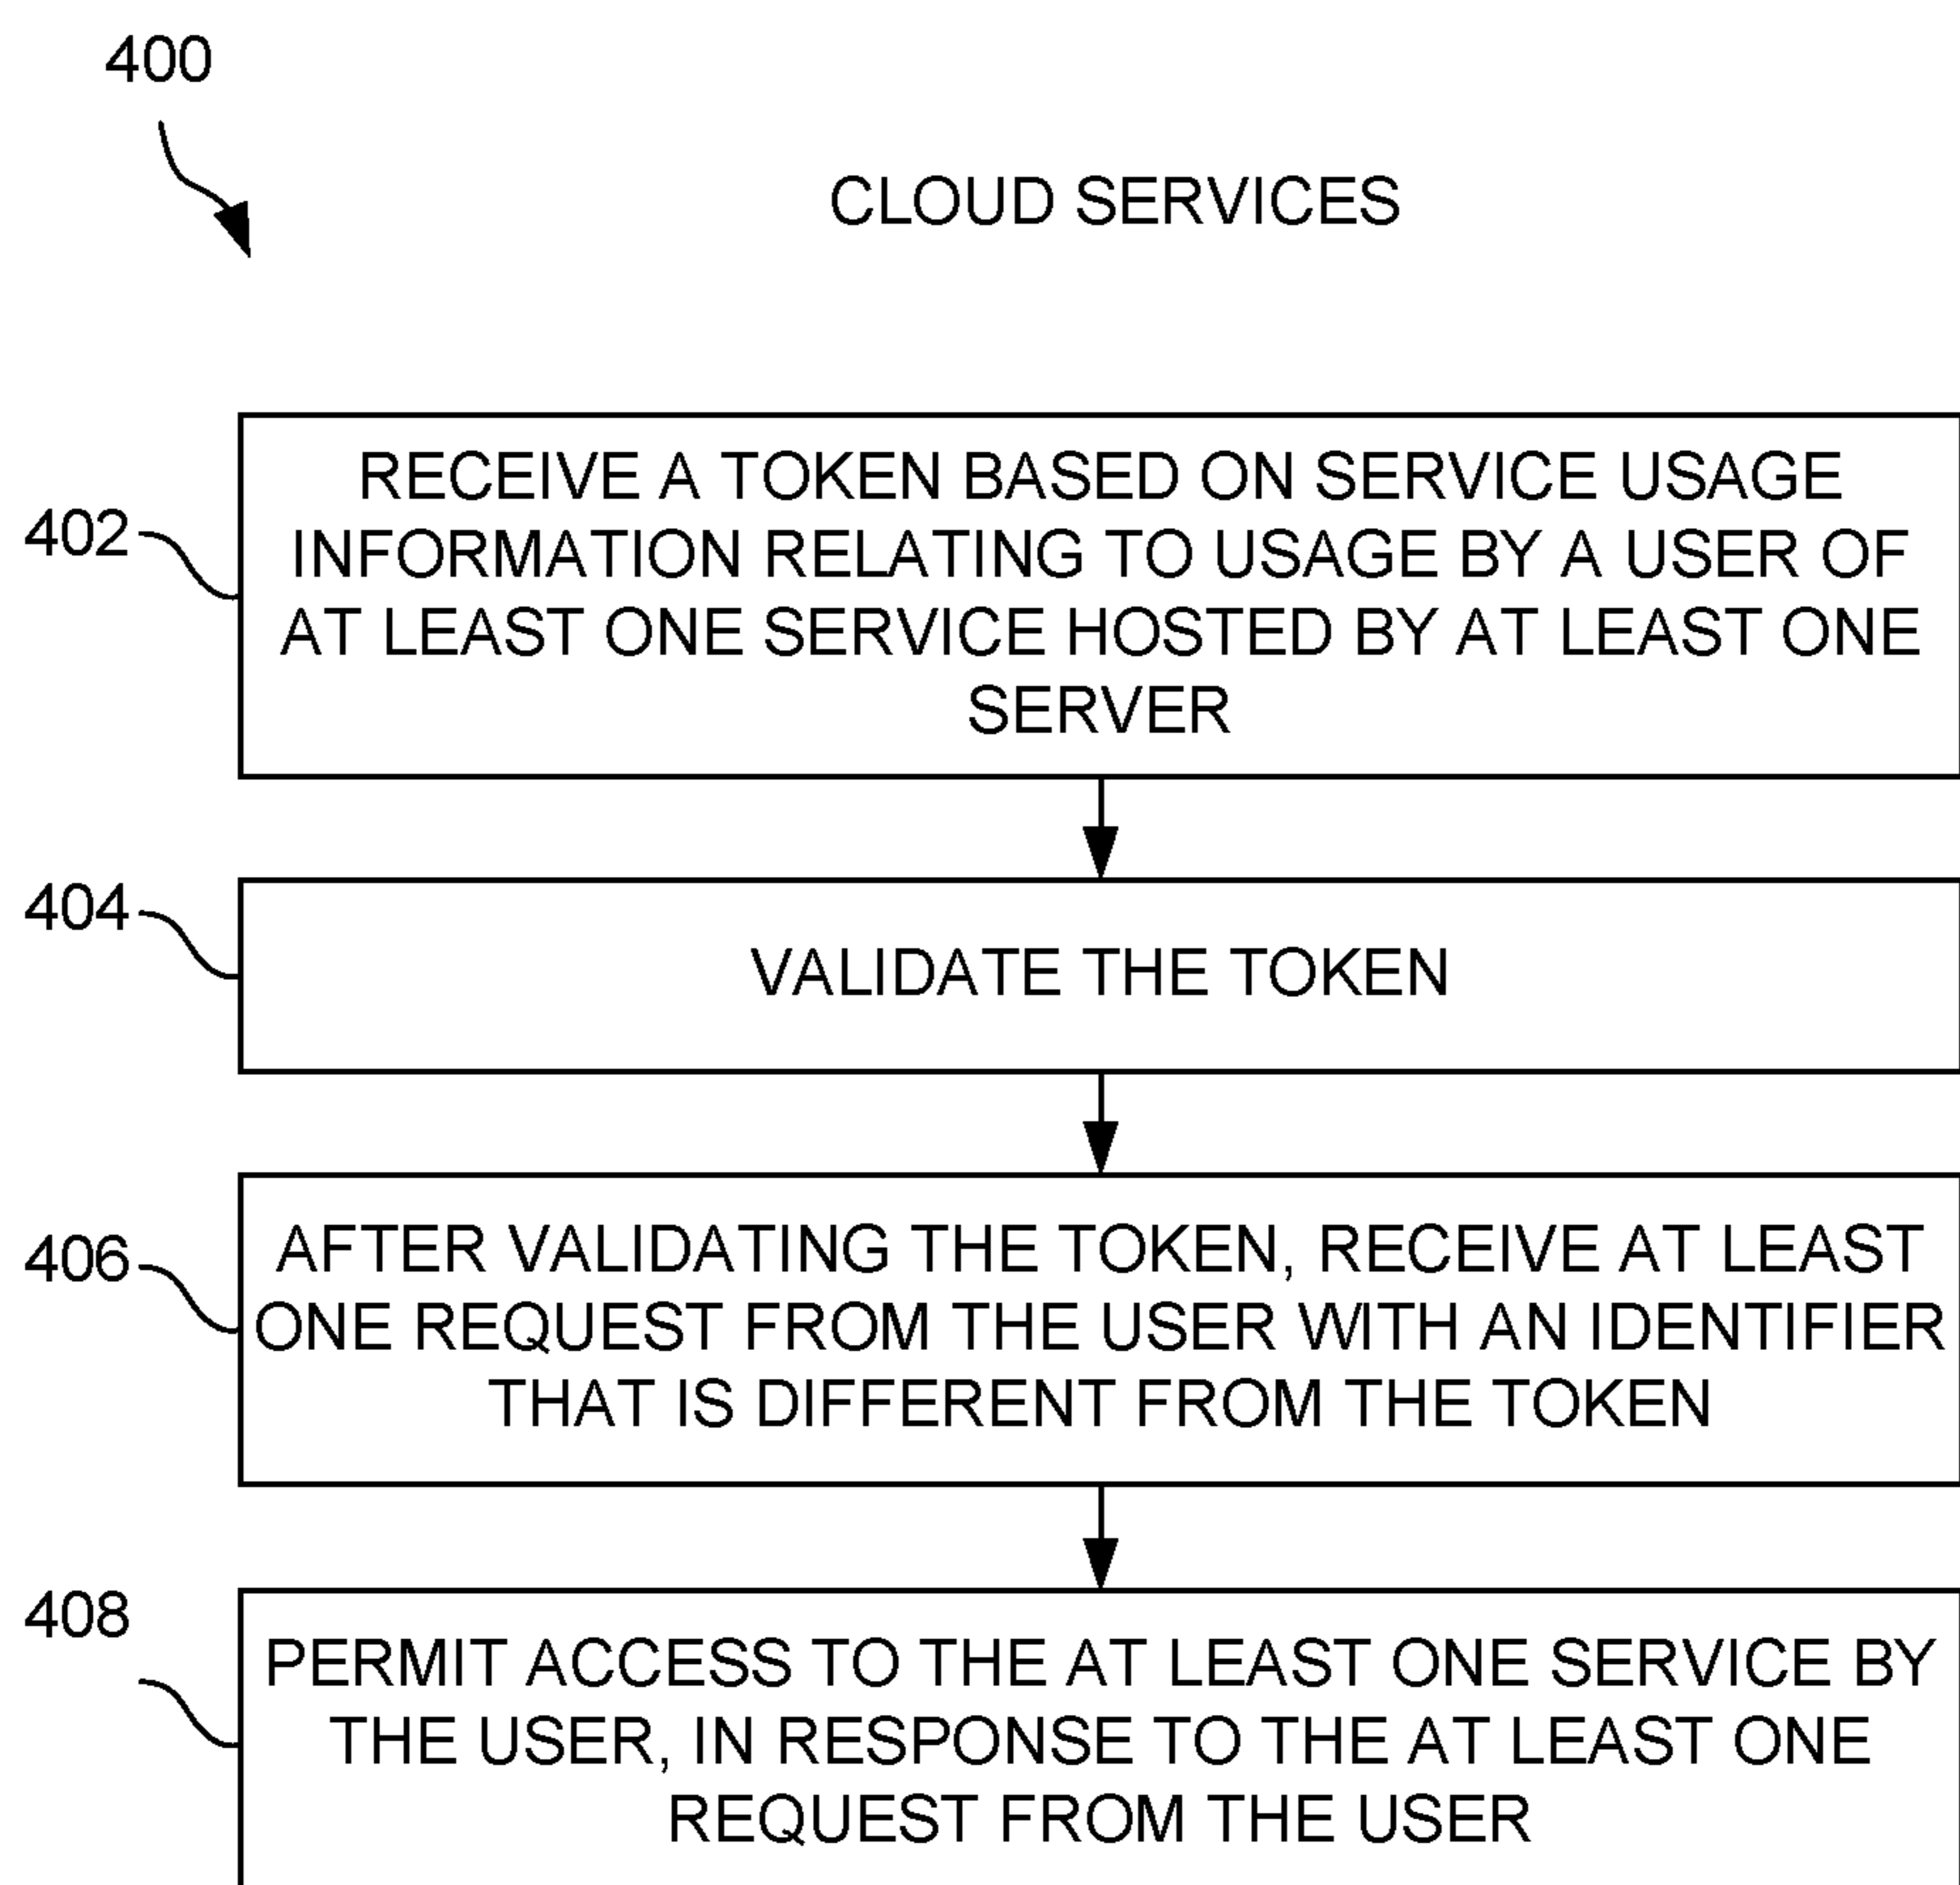 400
CLOUD SERVICES
402
RECEIVE A TOKEN BASED ON SERVICE USAGE
INFORMATION RELATING TO USAGE BY A USER OF
AT LEAST ONE SERVICE HOSTED BY AT LEAST ONE
SERVER
404
VALIDATE THE TOKEN
406
AFTER VALIDATING THE TOKEN, RECEIVE AT LEAST
ONE REQUEST FROM THE USER WITH AN IDENTIFIER
THAT IS DIFFERENT FROM THE TOKEN
408
PERMIT ACCESS TO THE AT LEAST ONE SERVICE BY
THE USER, IN RESPONSE TO THE AT LEAST ONE
REQUEST FROM THE USER